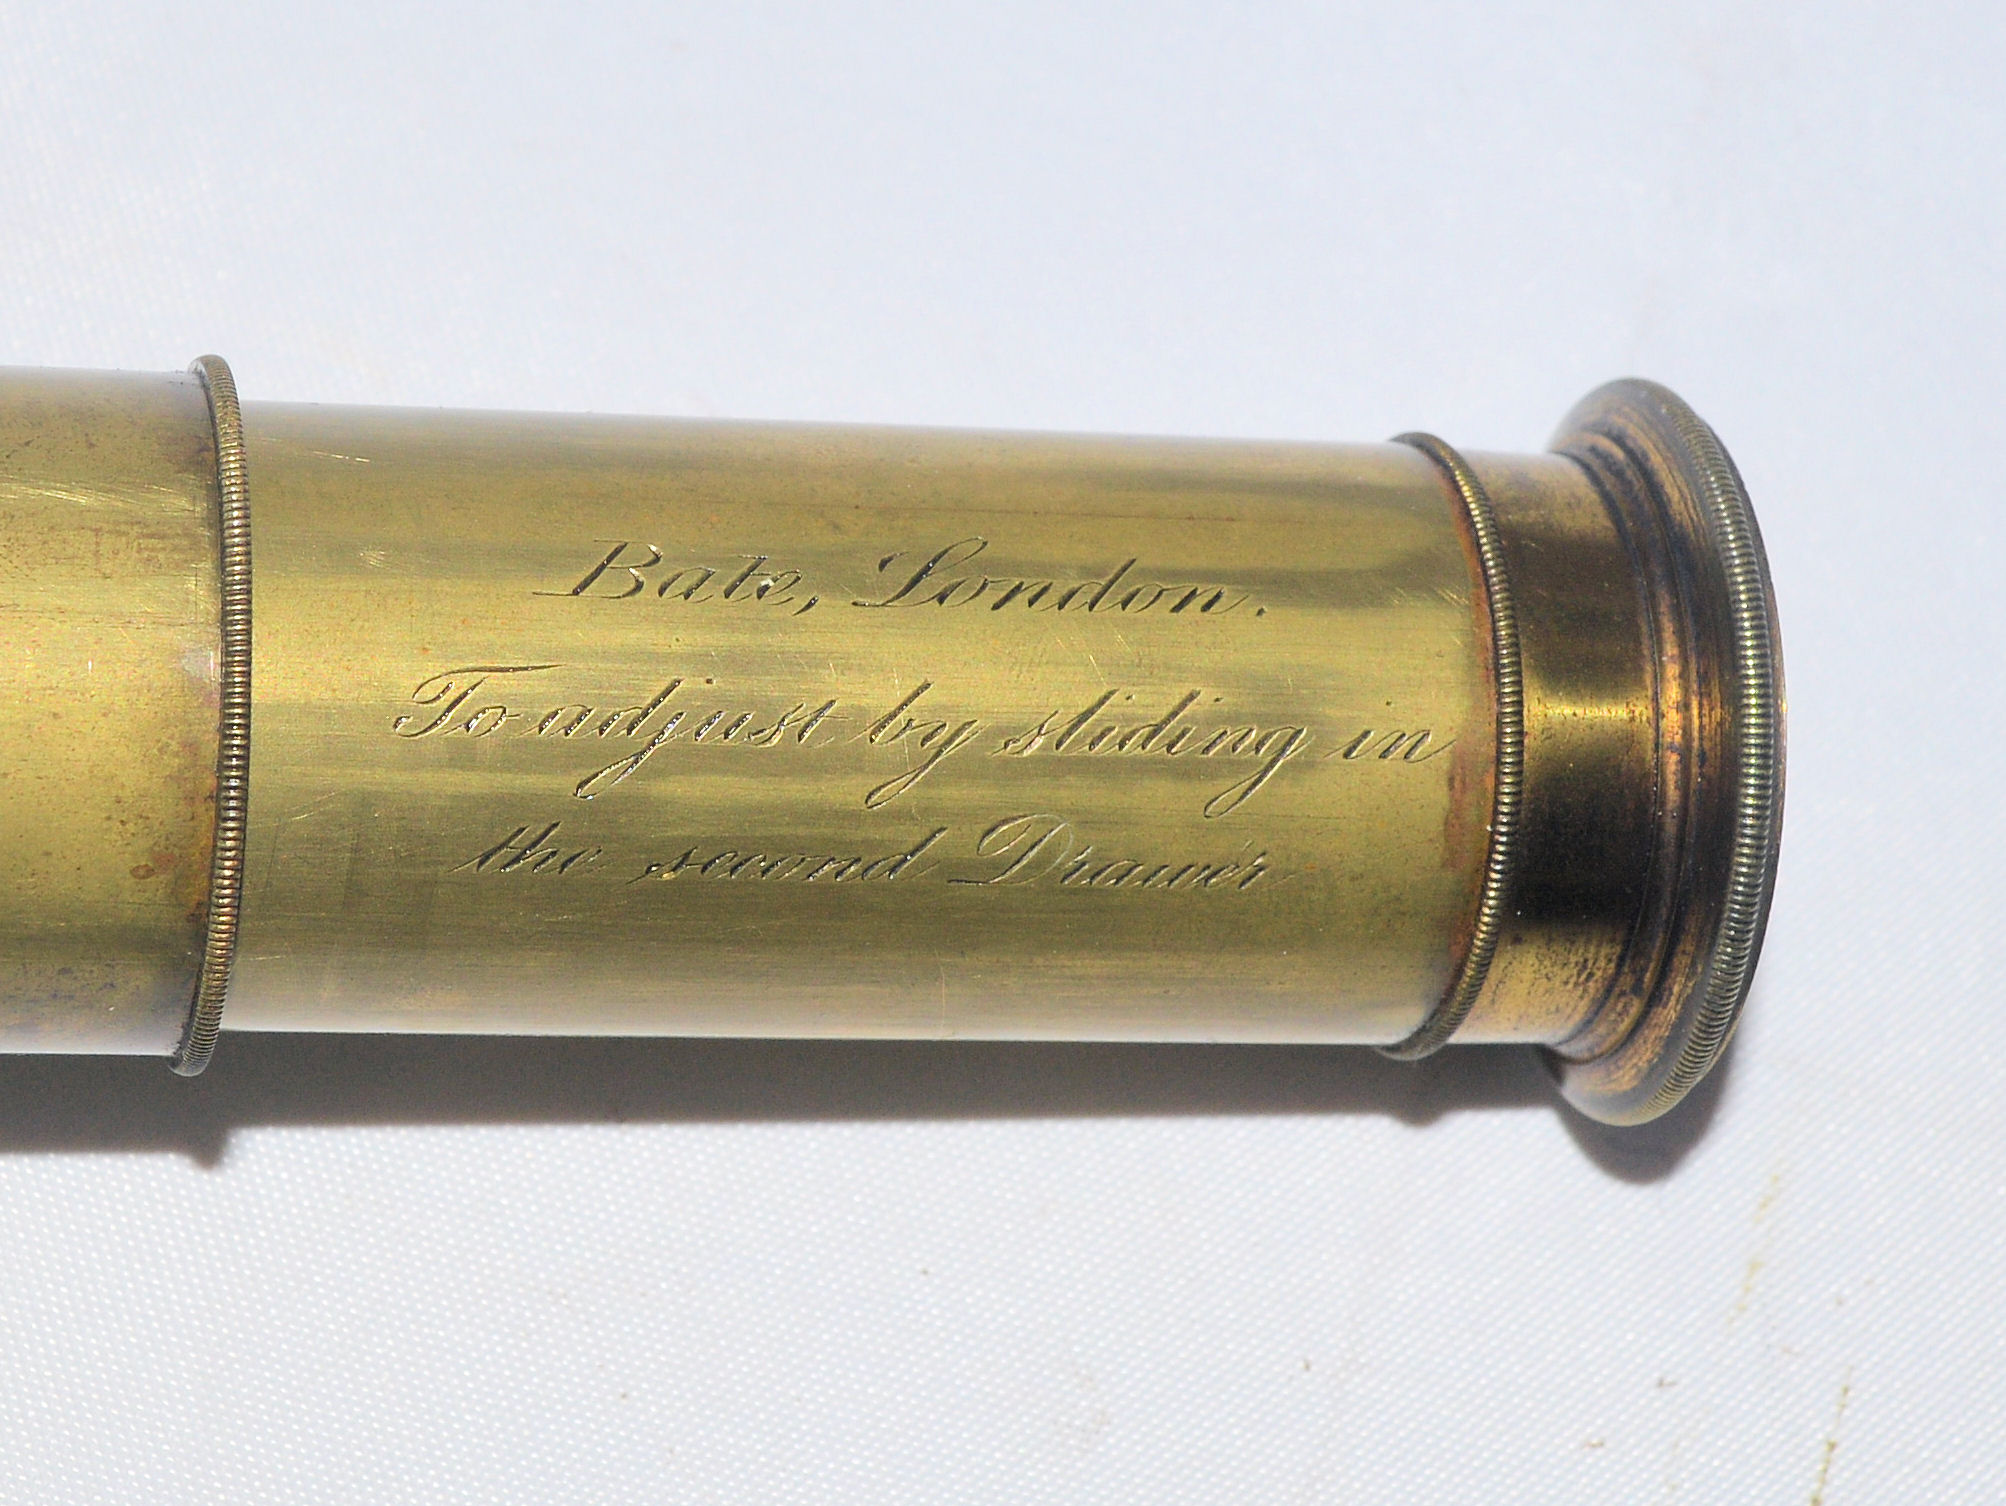 Bate, London.
To adjust by sliding in
the second Drawer